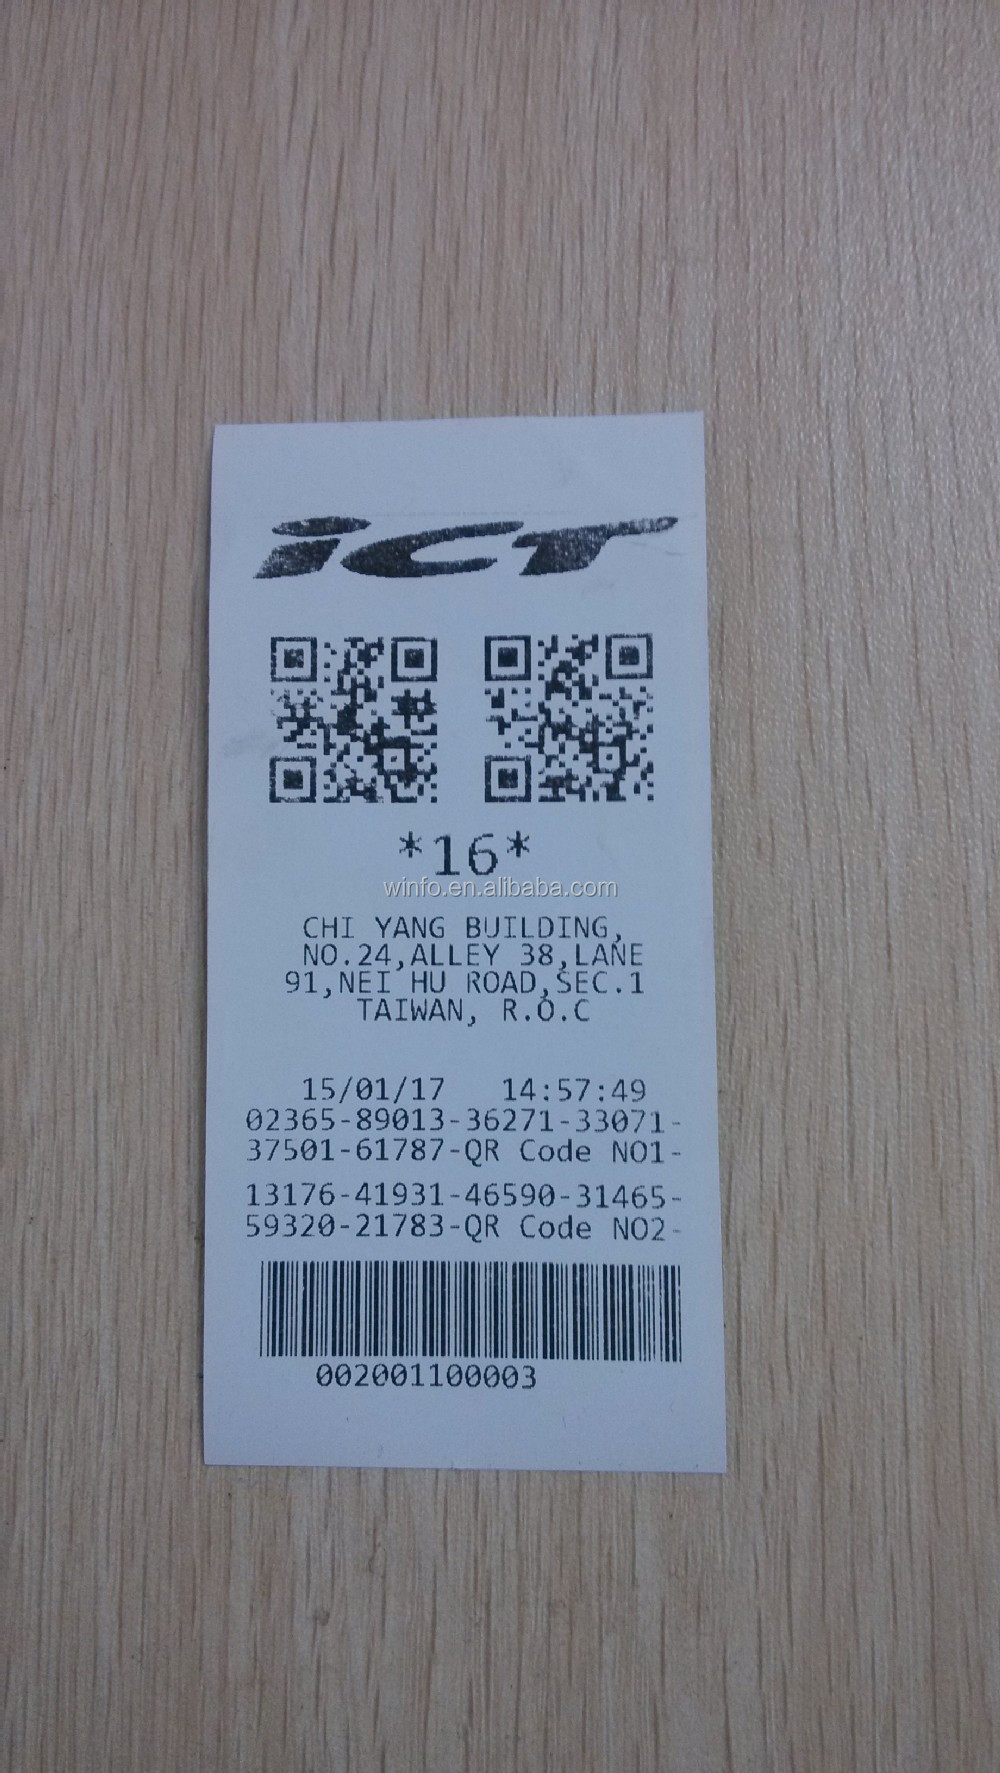 ICT
*16*
winfo.en.alibaba.com
CHI YANG BUILDING,
NO.24,ALLEY 38,LANE
91,NEI HU ROAD,SEC.1
TAIWAN, R.O.C
15/01/17 14:57:49
02365-89013-36271-33071-
37501-61787-QR Code NO1-
13176-41931-46590-31465-
59320-21783-QR Code NO2-
002001100003